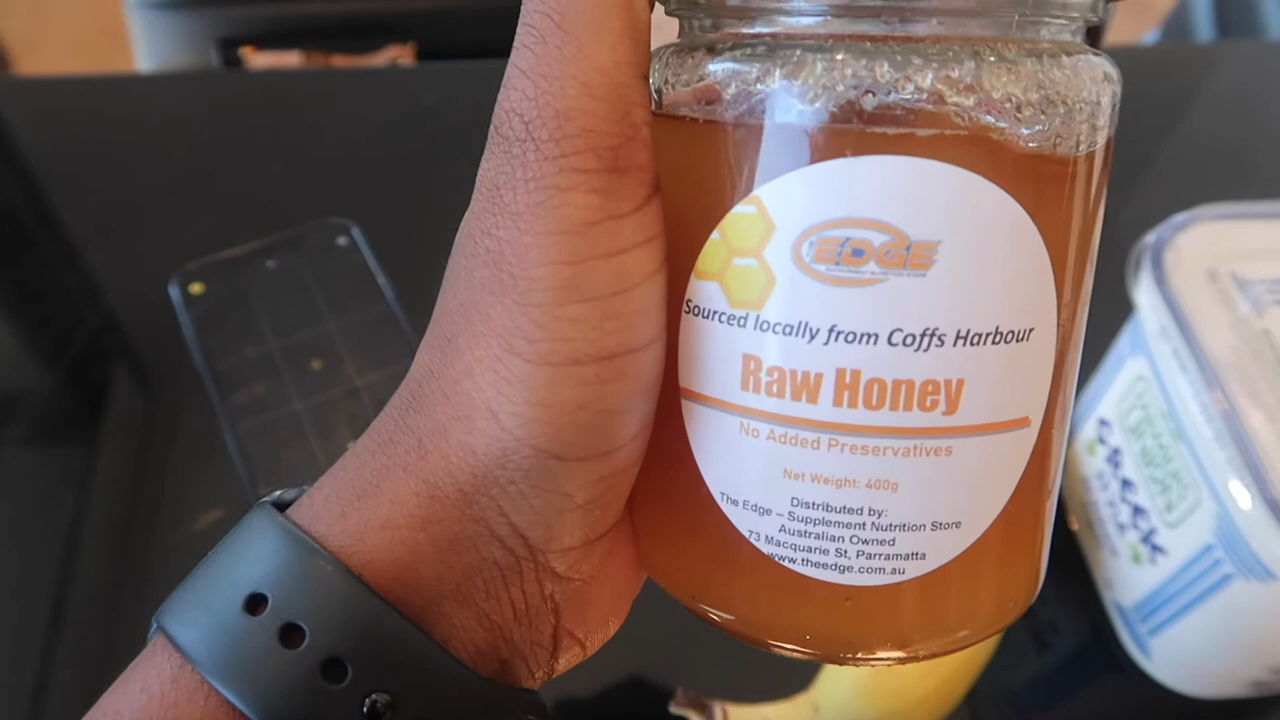 EDGE
Sourced locally from Coffs Harbour
Raw Honey
No Added Preservatives
Net Weight: 400g
Distributed by:
The Edge – Supplement Nutrition Store
Australian Owned
73 Macquarie St, Parramatta
www.theedge.com.au
GREEK
STYLE